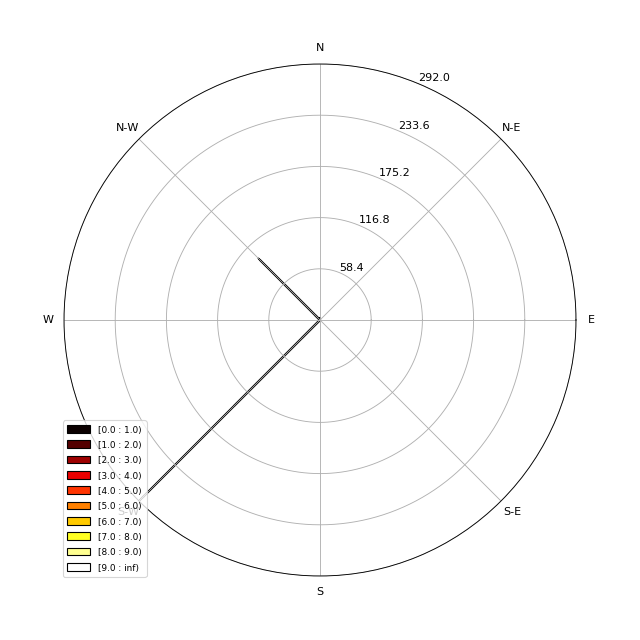 N
292.0
N-W
233.6
N-E
175.2
116.8
58.4
W
E
[0.0 : 1.0)
[1.0 : 2.0)
[2.0 : 3.0)
[3.0 : 4.0)
[4.0 : 5.0)
[5.0 : 6.0)
[6.0 : 7.0)
[7.0 : 8.0)
[8.0 : 9.0)
[9.0 : inf)
S-W
S-E
S